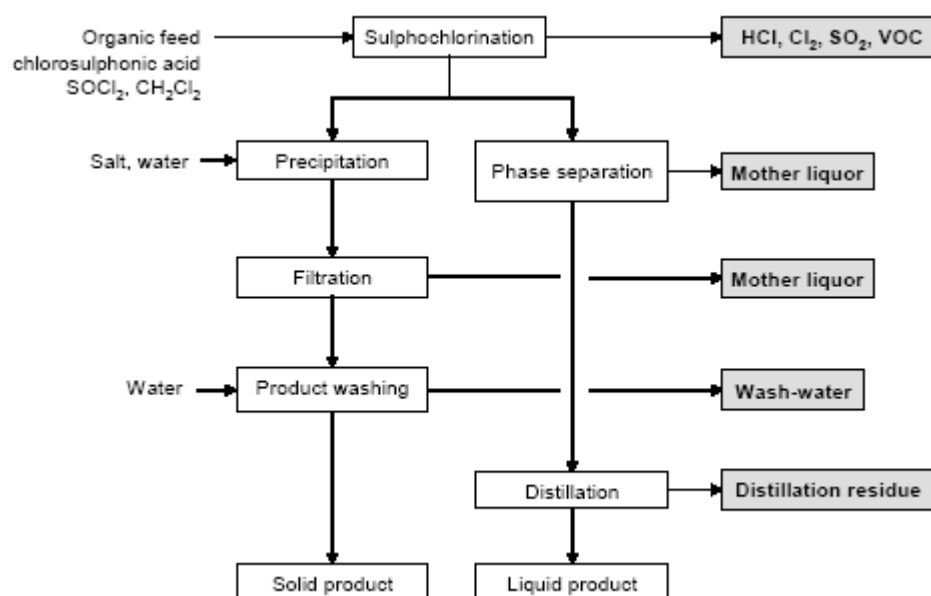 Organic feed
chlorosulphonic acid
SOCl₂, CH₂Cl₂
Sulphochlorination
HCl, Cl₂, SO₂, VOC
Salt, water
Precipitation
Phase separation
Mother liquor
Filtration
Mother liquor
Water
Product washing
Wash-water
Distillation
Distillation residue
Solid product
Liquid product